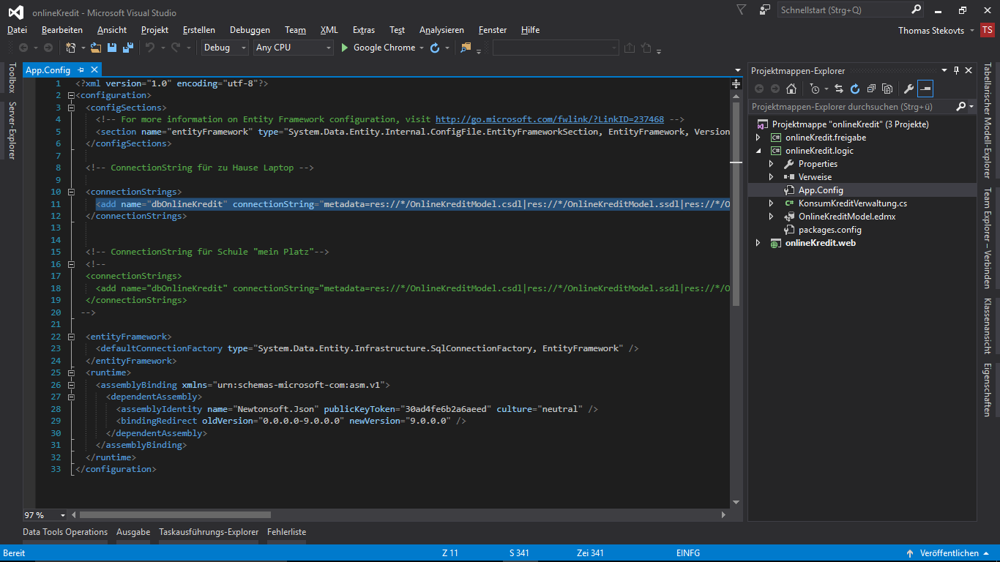 onlineKredit - Microsoft Visual Studio
Schnellstart (Strg+Q)
Datei Bearbeiten Ansicht Projekt Erstellen Debuggen Team XML Extras Test Analysieren Fenster Hilfe
Thomas Stekovts TS
Debug Any CPU Google Chrome
Toolbox
Server-Explorer
App.Config
1 <?xml version="1.0" encoding="utf-8"?>
2 <configuration>
3 <configSections>
4 <!-- For more information on Entity Framework configuration, visit http://go.microsoft.com/fwlink/?LinkID=237468 -->
5 <section name="entityFramework" type="System.Data.Entity.Internal.ConfigFile.EntityFrameworkSection, EntityFramework, Version
6 </configSections>
7
8 <!-- ConnectionString für zu Hause Laptop -->
9
10 <connectionStrings>
11 <add name="dbOnlineKredit" connectionString="metadata=res://*/OnlineKreditModel.csdl|res://*/OnlineKreditModel.ssdl|res://*/O
12 </connectionStrings>
13
14
15 <!-- ConnectionString für Schule "mein Platz"-->
16 <!--
17 <connectionStrings>
18 <add name="dbOnlineKredit" connectionString="metadata=res://*/OnlineKreditModel.csdl|res://*/OnlineKreditModel.ssdl|res://*/O
19 </connectionStrings>
20 -->
21
22 <entityFramework>
23 <defaultConnectionFactory type="System.Data.Entity.Infrastructure.SqlConnectionFactory, EntityFramework" />
24 </entityFramework>
25 <runtime>
26 <assemblyBinding xmlns="urn:schemas-microsoft-com:asm.v1">
27 <dependentAssembly>
28 <assemblyIdentity name="Newtonsoft.Json" publicKeyToken="30ad4fe6b2a6aeed" culture="neutral" />
29 <bindingRedirect oldVersion="0.0.0.0-9.0.0.0" newVersion="9.0.0.0" />
30 </dependentAssembly>
31 </assemblyBinding>
32 </runtime>
33 </configuration>
97 %
Projektmappen-Explorer
Projektmappen-Explorer durchsuchen (Strg+ü)
Projektmappe "onlineKredit" (3 Projekte)
C# onlineKredit.freigabe
C# onlineKredit.logic
Properties
Verweise
App.Config
C# KonsumKreditVerwaltung.cs
OnlineKreditModel.edmx
packages.config
onlineKredit.web
Tabellarischer Modell-Explorer
Team Explorer – Verbinden
Klassenansicht
Eigenschaften
Data Tools Operations Ausgabe Taskausführungs-Explorer Fehlerliste
Bereit Z 11 S 341 Zei 341 EINFG Veröffentlichen